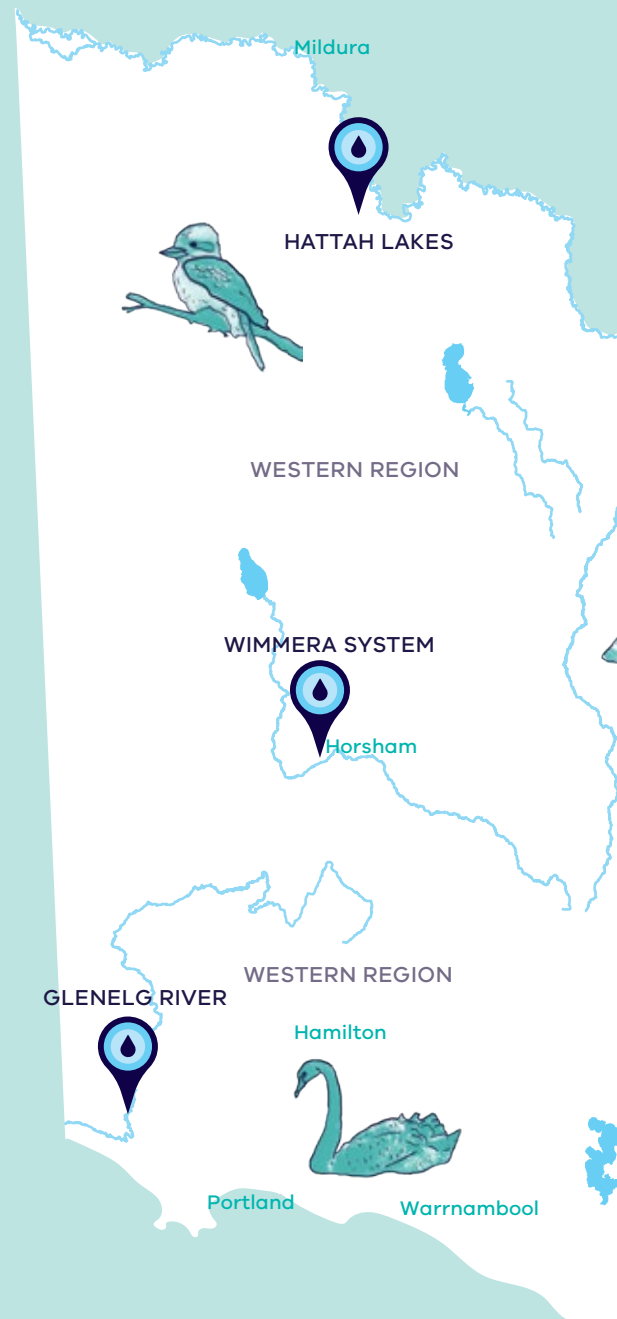 Mildura
HATTAH LAKES
WESTERN REGION
WIMMERA SYSTEM
Horsham
WESTERN REGION
GLENELG RIVER
Hamilton
Portland
Warrnambool